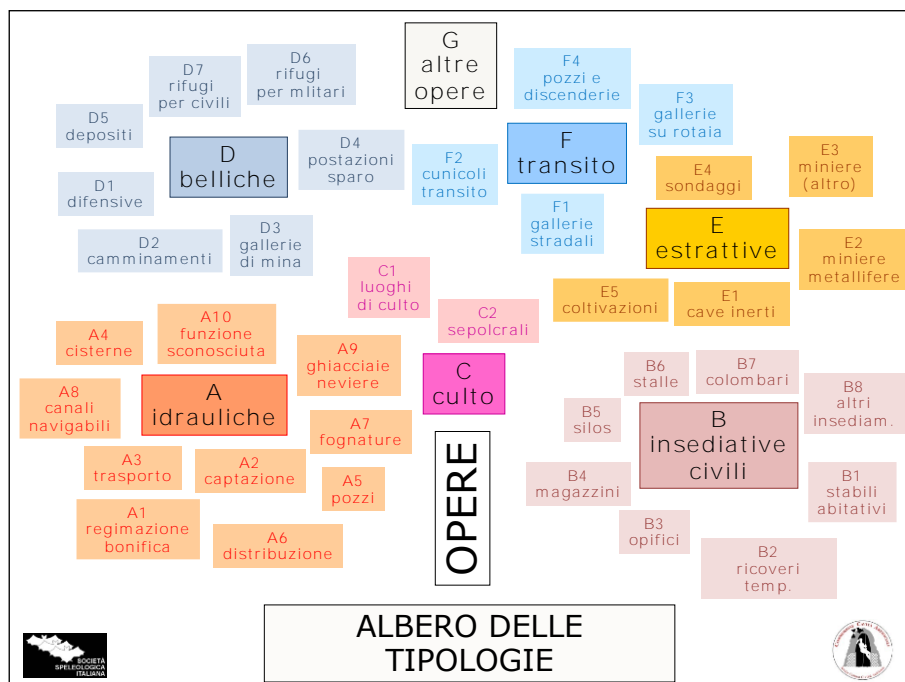 G
altre
opere
D6
rifugi
per mlitari
D7
rifugi
per civili
F4
pozzi e
discenderie
F3
gallerie
su rotaia
D5
depositi
D
belliche
D4
postazioni
sparo
F
transito
F2
cunicoli
transito
E3
miniere
(altro)
E4
sondaggi
D1
difensive
F1
gallerie
stradali
E
estrattive
D2
camminamenti
D3
gallerie
di mina
E2
miniere
metallifere
C1
luoghi
di culto
E5
coltivazioni
E1
cave inerti
C2
sepolcrali
A4
cisterne
A10
funzione
sconosciuta
A9
ghiacciaie
neviere
C
culto
B6
stalle
B7
colombari
A8
canali
navigabili
A
idrauliche
B8
altri
insediam.
B5
silos
B
insediative
civili
A7
fognature
A3
trasporto
A2
captazione
A5
pozzi
B4
magazzini
B1
stabili
abitativi
A1
regimazione
bonifica
A6
distribuzione
OPERE
B3
opifici
B2
ricoveri
temp.
ALBERO DELLE
TIPOLOGIE
SOCIETÀ
SPELEOLOGICA
ITALIANA